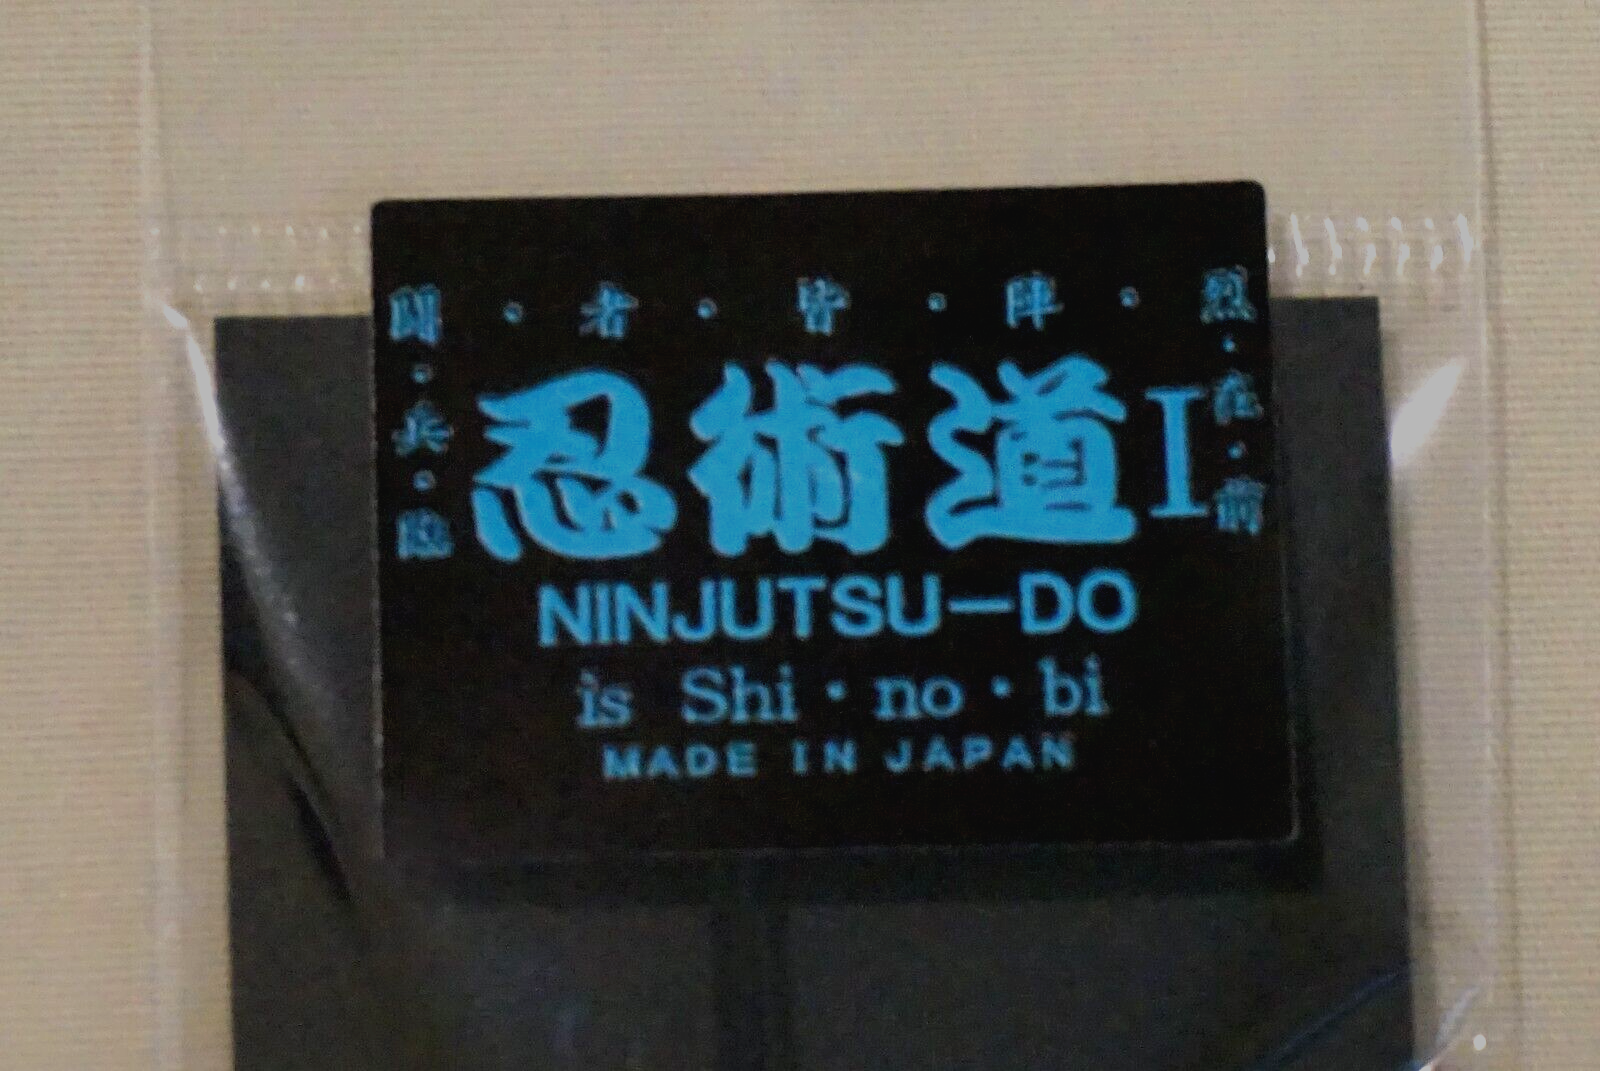 臨・兵・闘・者・皆・陣・烈・在・前
忍術道I
NINJUTSU—DO
is Shi・no・bi
MADE IN JAPAN